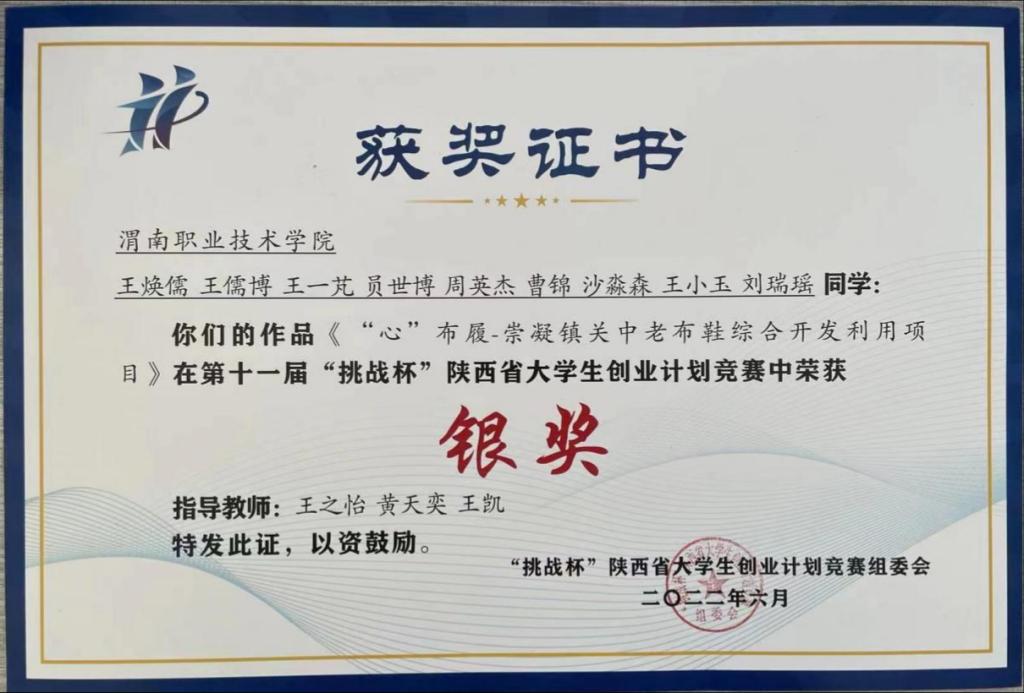 获奖证书
渭南职业技术学院
王焕儒 王儒博 王一芃 员世博 周英杰 曹锦 沙淼森 王小玉 刘瑞瑶 同学：
你们的作品《“心”布履-崇凝镇关中老布鞋综合开发利用项
目》在第十一届“挑战杯”陕西省大学生创业计划竞赛中荣获
银奖
指导教师：王之怡 黄天奕 王凯
特发此证，以资鼓励。
“挑战杯”陕西省大学生创业计划竞赛组委会
二〇二二年六月
组委会